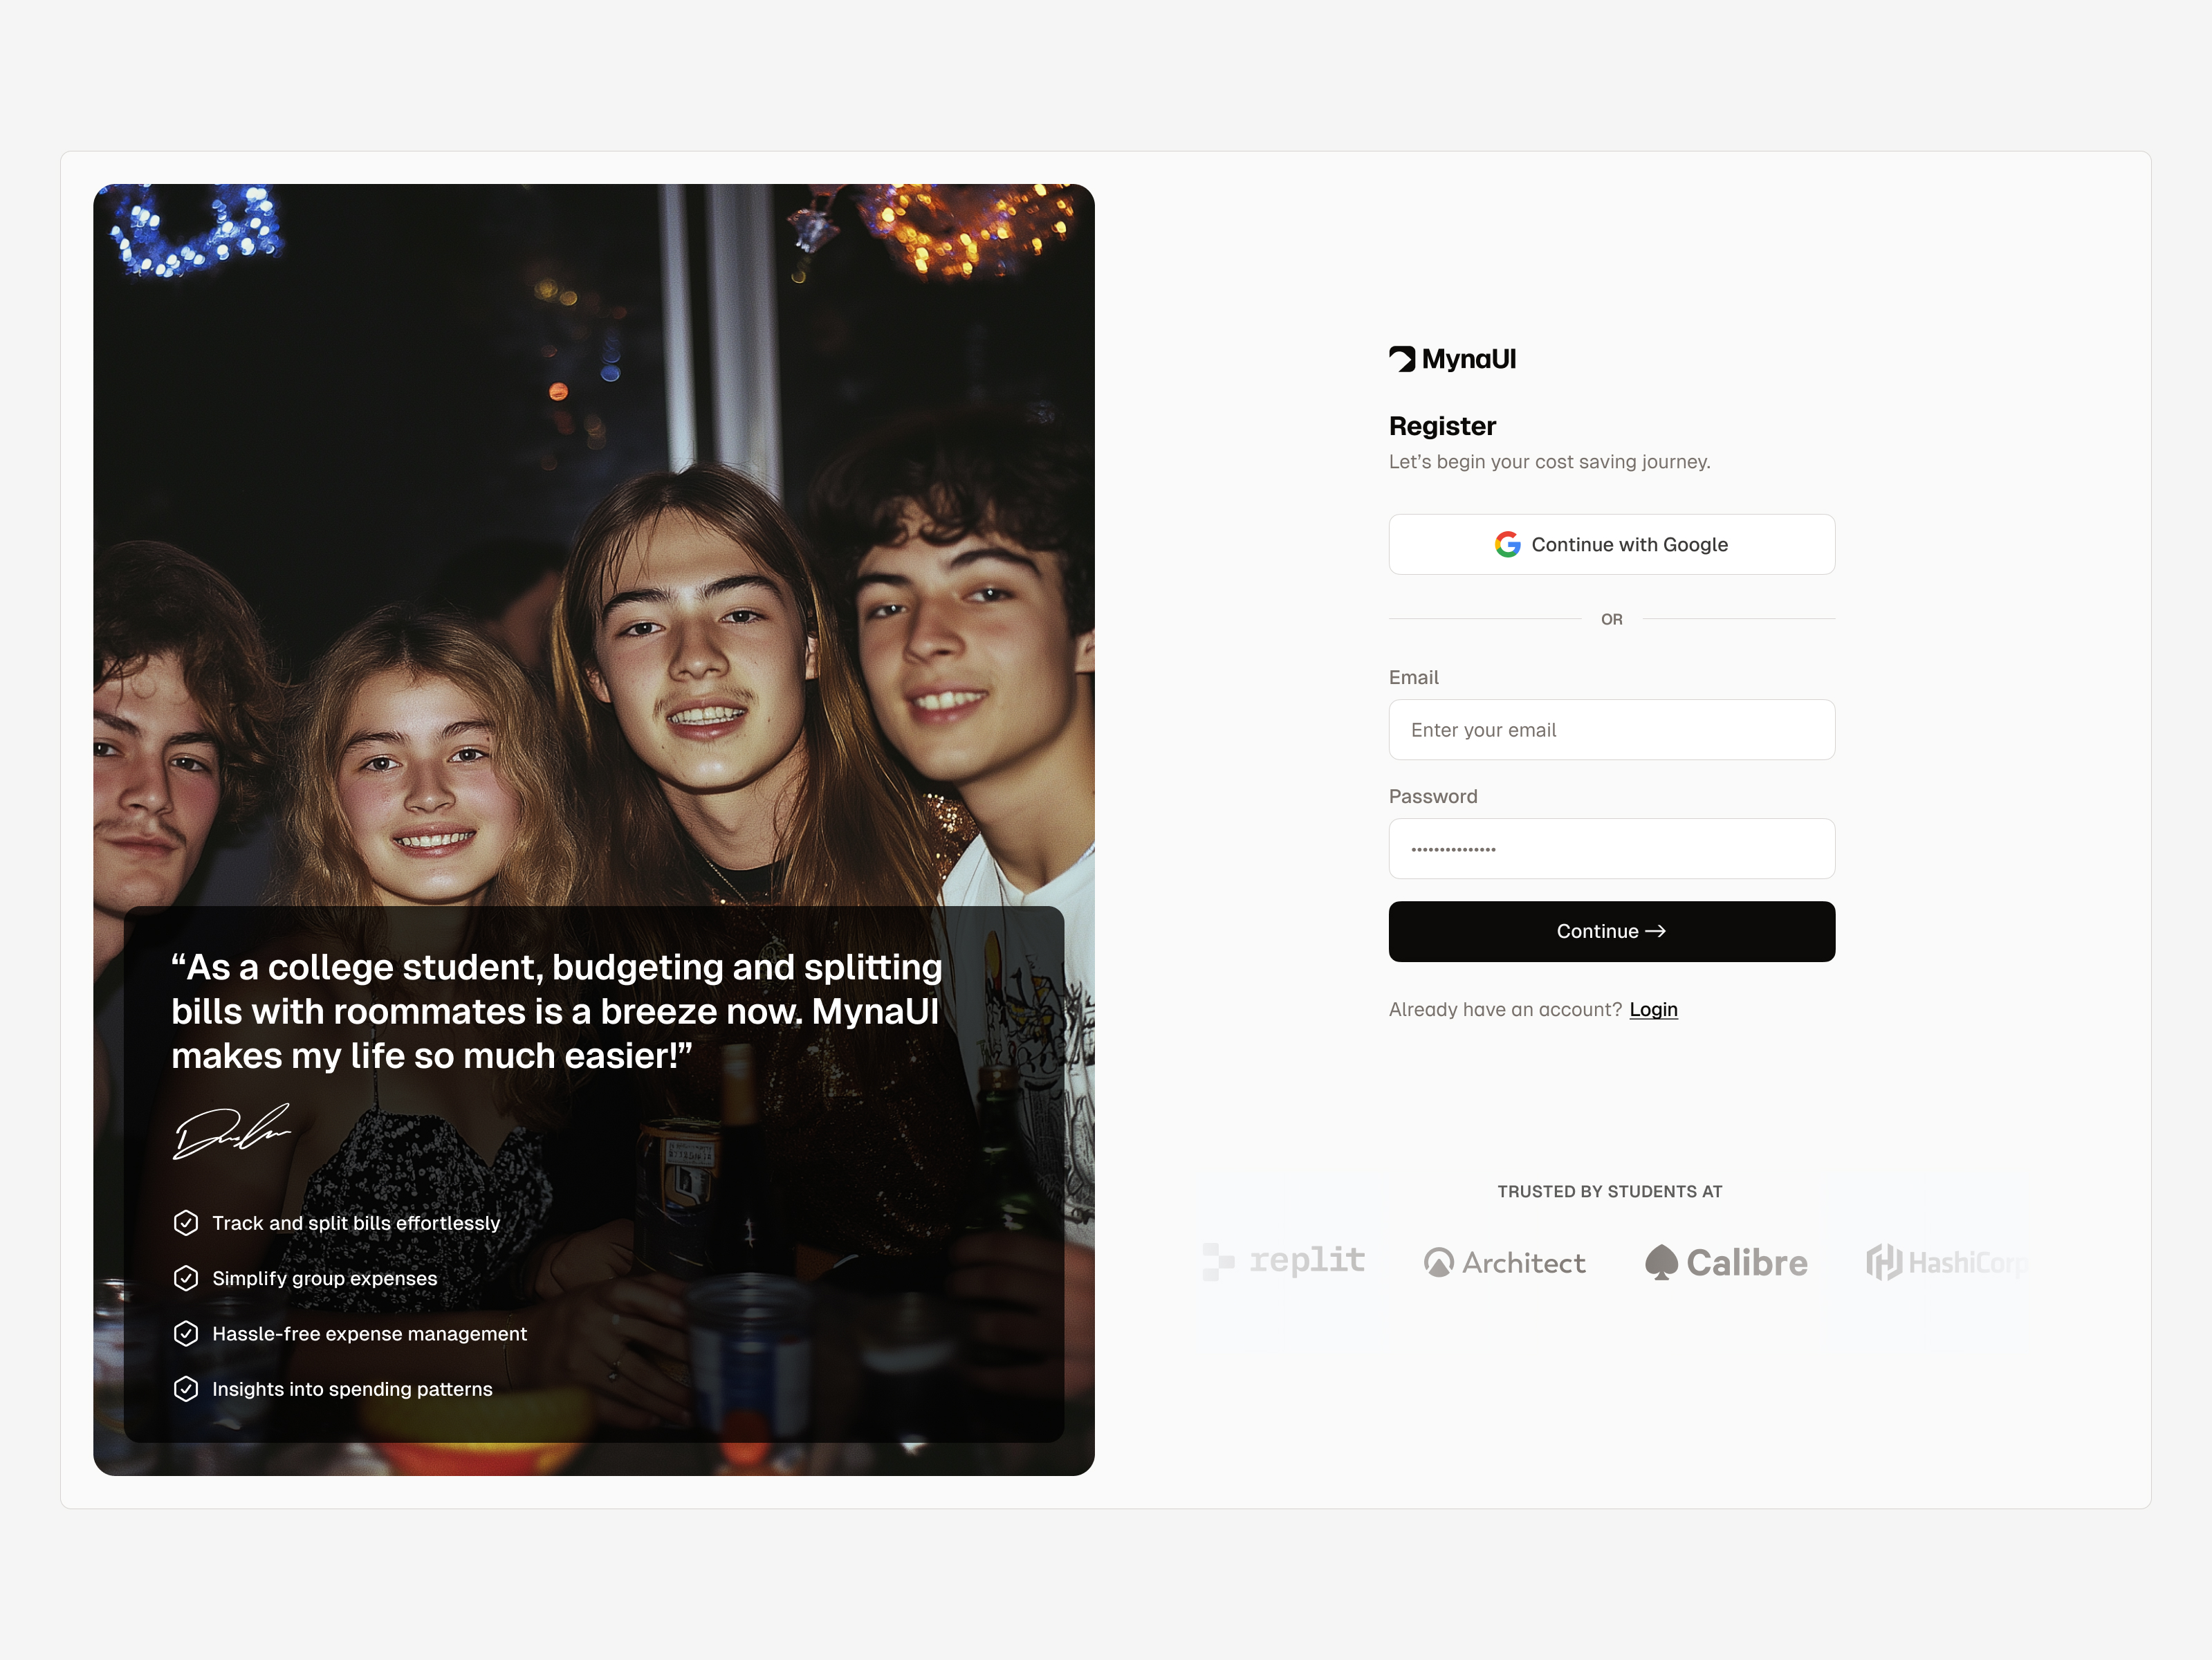 “As a college student, budgeting and splitting
bills with roommates is a breeze now. MynaUI
makes my life so much easier!”
Track and split bills effortlessly
Simplify group expenses
Hassle-free expense management
Insights into spending patterns
MynaUI
Register
Let’s begin your cost saving journey.
Continue with Google
OR
Email
Enter your email
Password
•••••••••••••••
Continue →
Already have an account? Login
TRUSTED BY STUDENTS AT
replit
Architect
Calibre
HashiCorp